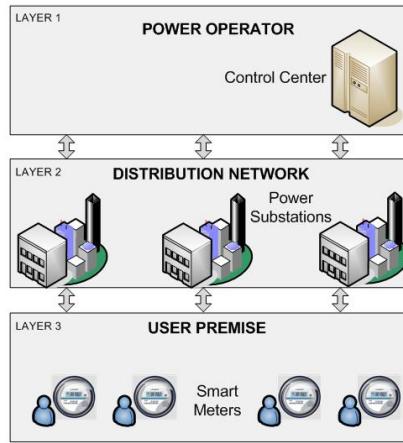 LAYER 1
POWER OPERATOR
Control Center
LAYER 2
DISTRIBUTION NETWORK
Power
Substations
LAYER 3
USER PREMISE
Smart
Meters